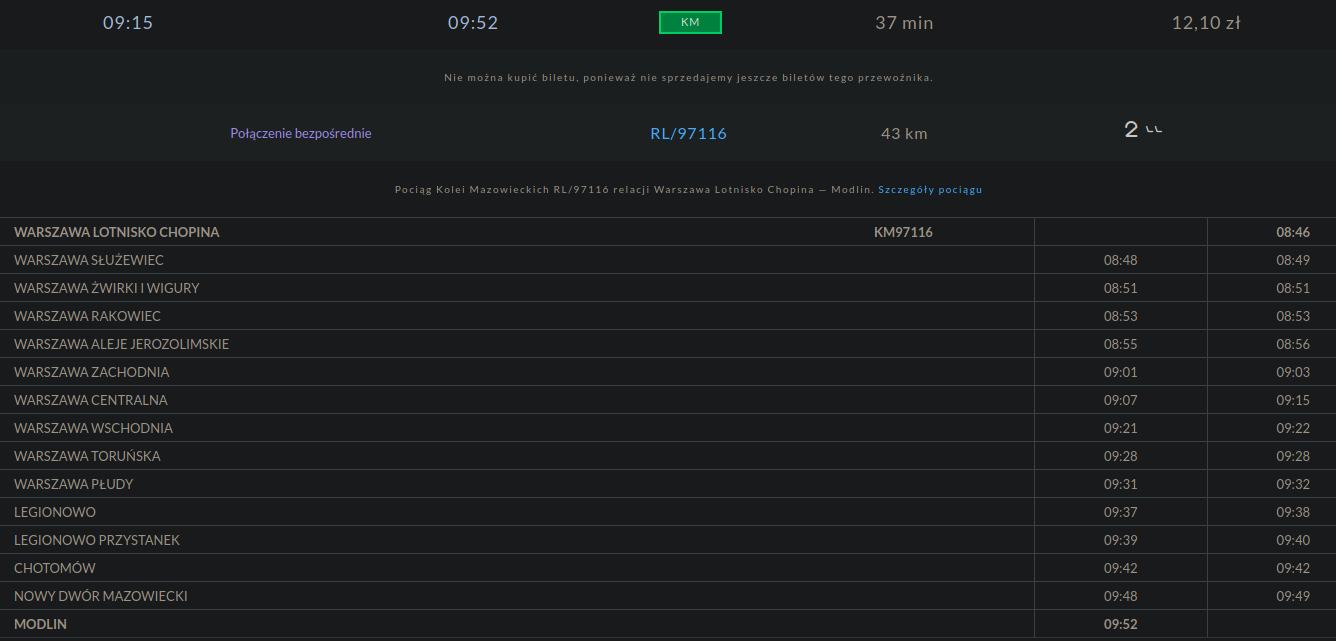 09:15 09:52 KM 37 min 12,10 zł
Nie można kupić biletu, ponieważ nie sprzedajemy jeszcze biletów tego przewoźnika.
Połączenie bezpośrednie RL/97116 43 km 2
Pociąg Kolei Mazowieckich RL/97116 relacji Warszawa Lotnisko Chopina — Modlin. Szczegóły pociągu
WARSZAWA LOTNISKO CHOPINA KM97116 08:46
WARSZAWA SŁUŻEWIEC 08:48 08:49
WARSZAWA ŻWIRKI I WIGURY 08:51 08:51
WARSZAWA RAKOWIEC 08:53 08:53
WARSZAWA ALEJE JEROZOLIMSKIE 08:55 08:56
WARSZAWA ZACHODNIA 09:01 09:03
WARSZAWA CENTRALNA 09:07 09:15
WARSZAWA WSCHODNIA 09:21 09:22
WARSZAWA TORUŃSKA 09:28 09:28
WARSZAWA PŁUDY 09:31 09:32
LEGIONOWO 09:37 09:38
LEGIONOWO PRZYSTANEK 09:39 09:40
CHOTOMÓW 09:42 09:42
NOWY DWÓR MAZOWIECKI 09:48 09:49
MODLIN 09:52